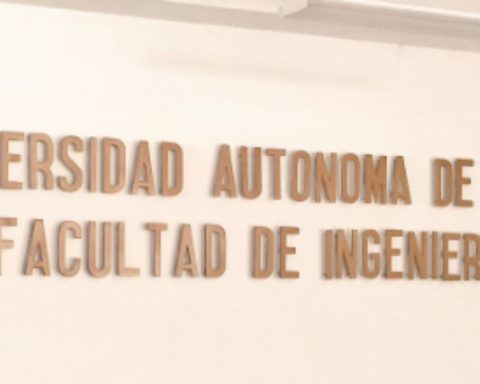 ERSIDAD AUTONOMA DE
FACULTAD DE INGENIER